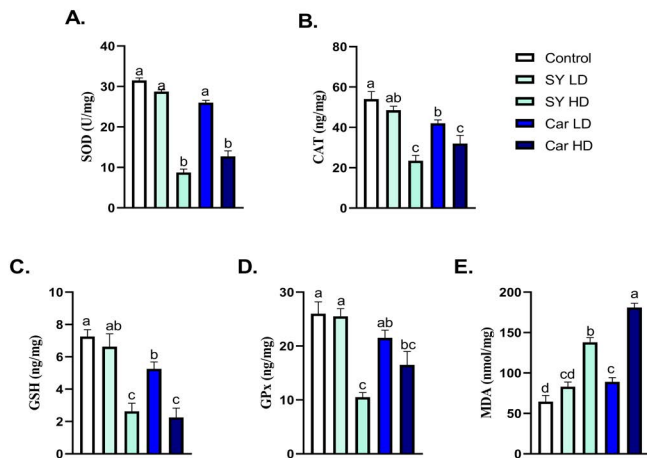 A.
SOD (U/mg)
40
30
20
10
0
a
a
b
a
b
B.
CAT (ng/mg)
80
60
40
20
0
a
ab
c
b
c
Control
SY LD
SY HD
Car LD
Car HD
C.
GSH (ng/mg)
8
6
4
2
0
a
ab
c
b
c
D.
GPx (ng/mg)
30
20
10
0
a
a
c
ab
bc
E.
MDA (nmol/mg)
200
150
100
50
0
d
cd
b
c
a